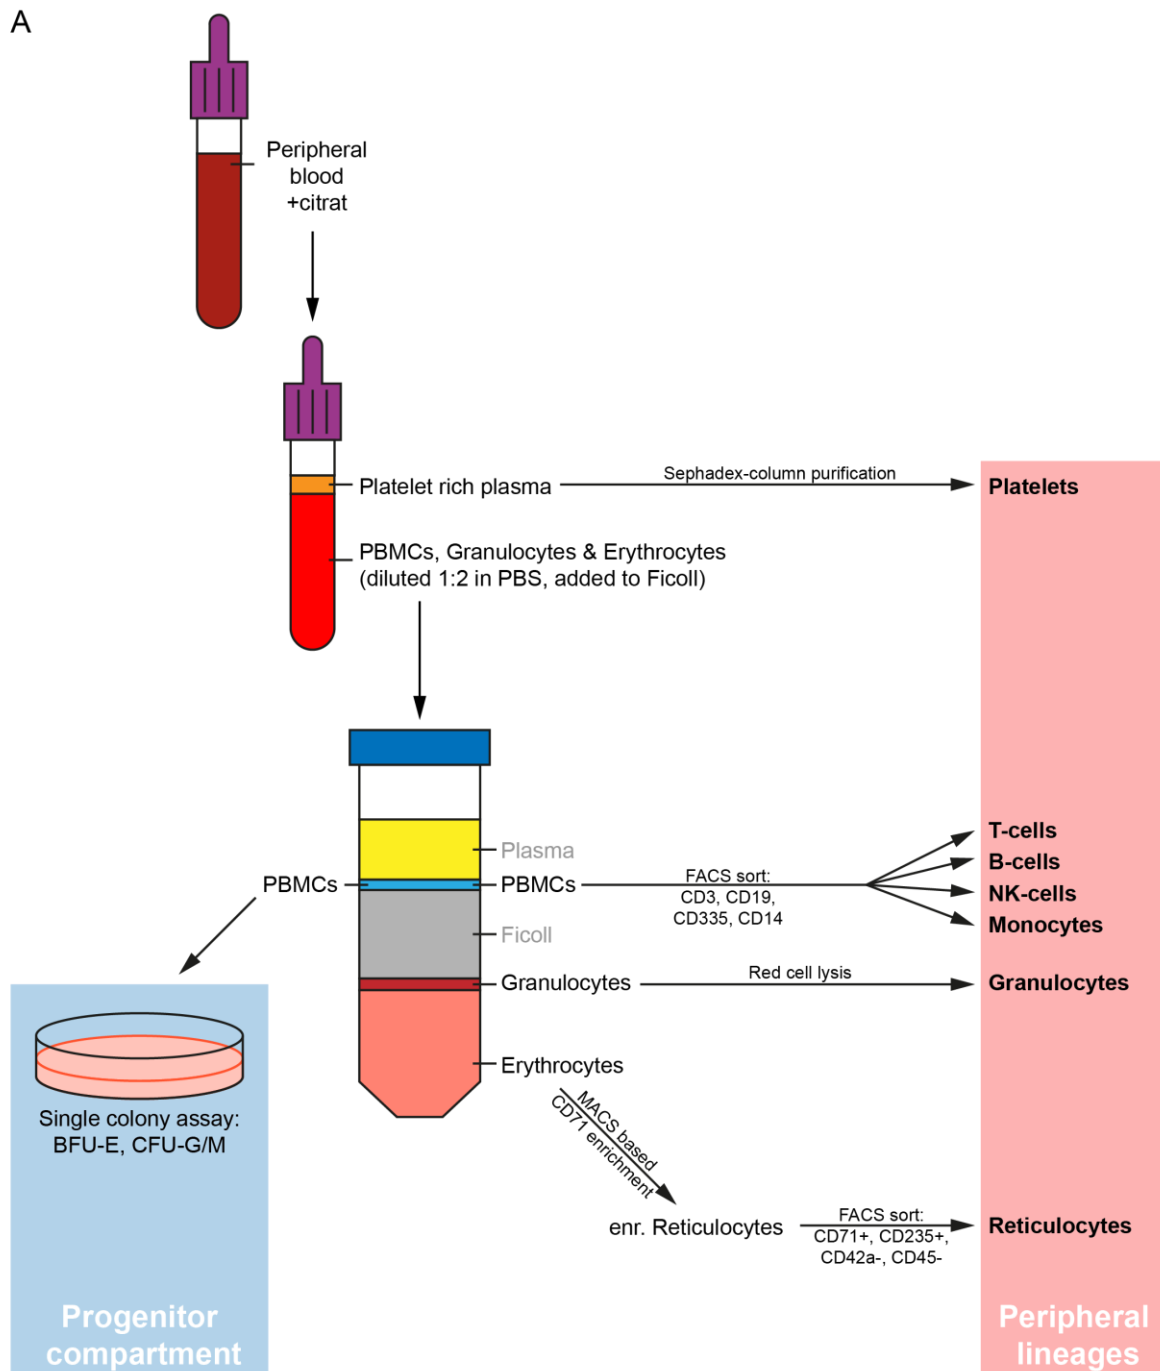 A
Peripheral
blood
+citrat
Platelet rich plasma
Sephadex-column purification
Platelets
PBMCs, Granulocytes & Erythrocytes
(diluted 1:2 in PBS, added to Ficoll)
Plasma
PBMCs
PBMCs
FACS sort:
CD3, CD19,
CD335, CD14
T-cells
B-cells
NK-cells
Monocytes
Ficoll
Granulocytes
Red cell lysis
Granulocytes
Erythrocytes
MACS based
CD71 enrichment
Single colony assay:
BFU-E, CFU-G/M
enr. Reticulocytes
FACS sort:
CD71+, CD235+,
CD42a-, CD45-
Reticulocytes
Progenitor
compartment
Peripheral
lineages